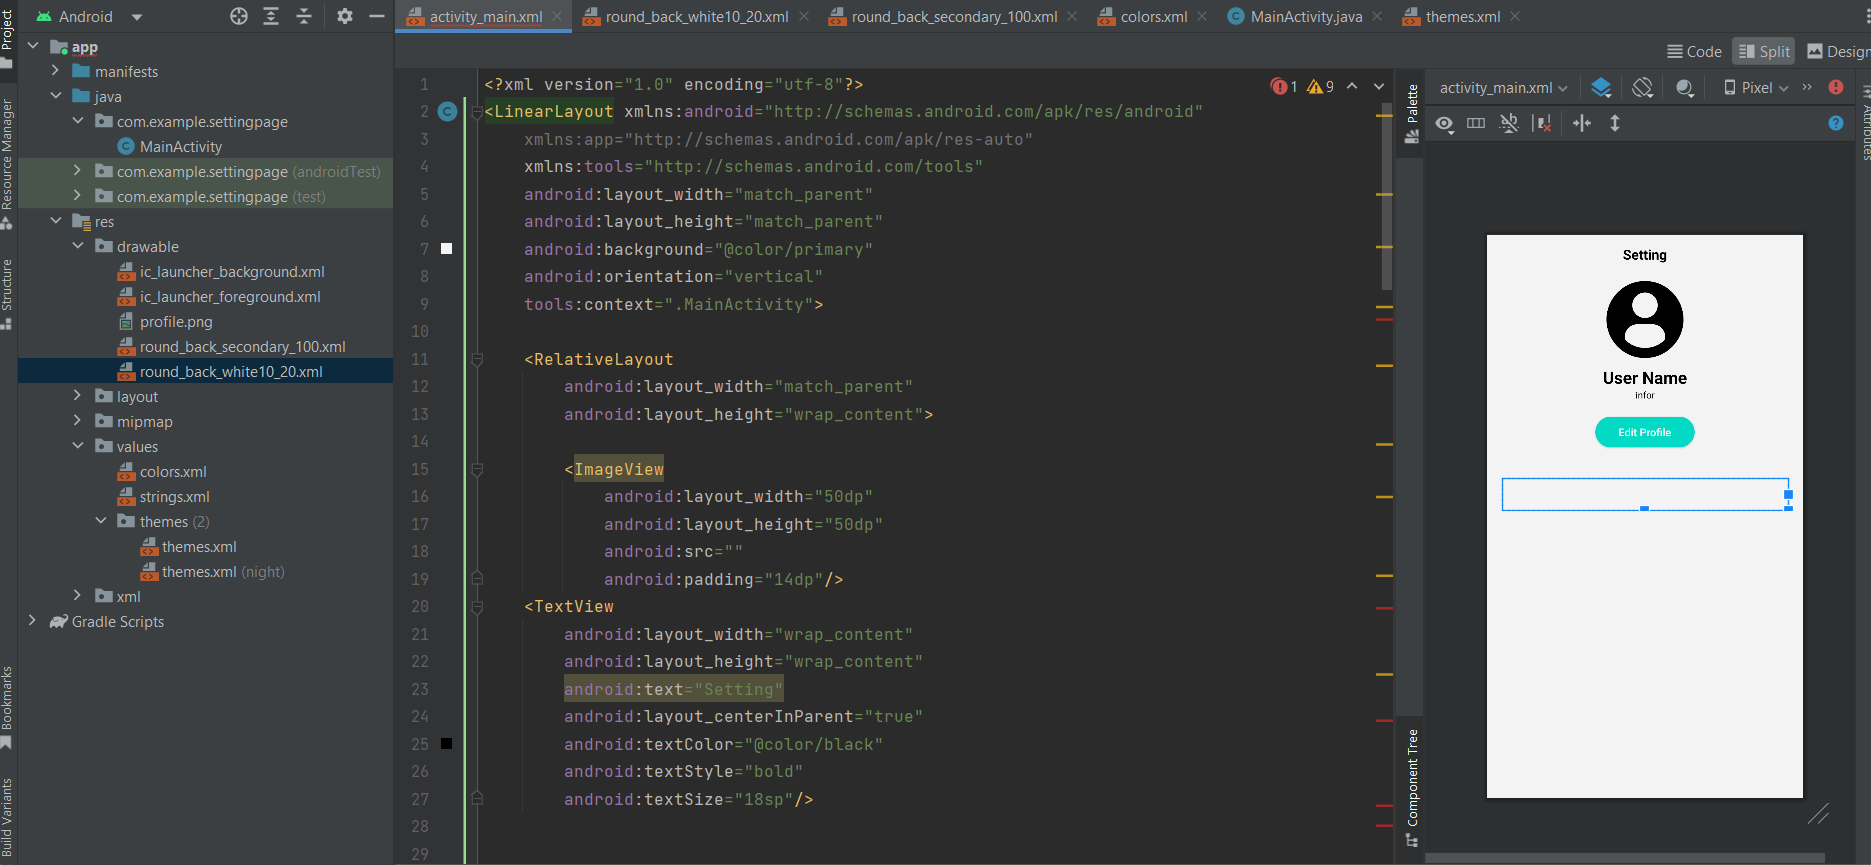 Project
Resource Manager
Structure
Bookmarks
Build Variants
Android
app
manifests
java
com.example.settingpage
MainActivity
com.example.settingpage (androidTest)
com.example.settingpage (test)
res
drawable
ic_launcher_background.xml
ic_launcher_foreground.xml
profile.png
round_back_secondary_100.xml
round_back_white10_20.xml
layout
mipmap
values
colors.xml
strings.xml
themes (2)
themes.xml
themes.xml (night)
xml
Gradle Scripts
activity_main.xml
round_back_white10_20.xml
round_back_secondary_100.xml
colors.xml
MainActivity.java
themes.xml
Code
Split
Design
1 9
1 <?xml version="1.0" encoding="utf-8"?>
2 <LinearLayout xmlns:android="http://schemas.android.com/apk/res/android"
3 xmlns:app="http://schemas.android.com/apk/res-auto"
4 xmlns:tools="http://schemas.android.com/tools"
5 android:layout_width="match_parent"
6 android:layout_height="match_parent"
7 android:background="@color/primary"
8 android:orientation="vertical"
9 tools:context=".MainActivity">
10
11 <RelativeLayout
12 android:layout_width="match_parent"
13 android:layout_height="wrap_content">
14
15 <ImageView
16 android:layout_width="50dp"
17 android:layout_height="50dp"
18 android:src=""
19 android:padding="14dp"/>
20 <TextView
21 android:layout_width="wrap_content"
22 android:layout_height="wrap_content"
23 android:text="Setting"
24 android:layout_centerInParent="true"
25 android:textColor="@color/black"
26 android:textStyle="bold"
27 android:textSize="18sp"/>
28
29
Palette
Component Tree
activity_main.xml
Pixel
Attributes
Setting
User Name
infor
Edit Profile